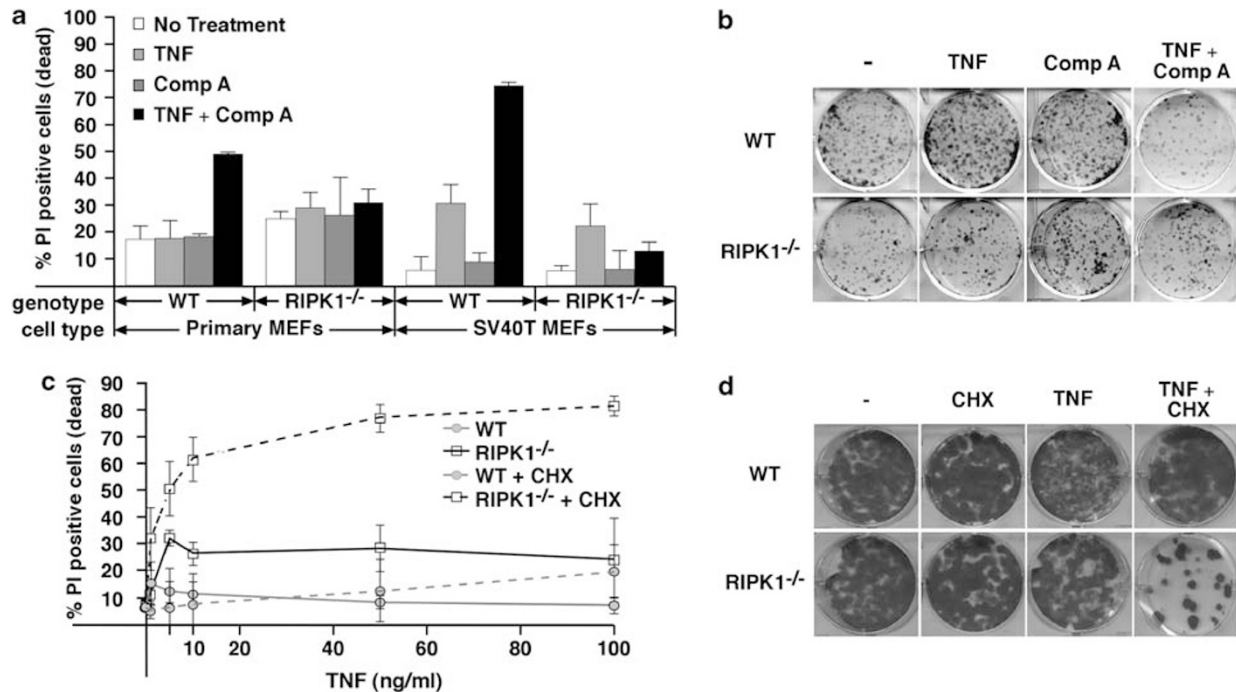 a
100
90
80
70
60
50
40
30
20
10
% PI positive cells (dead)
No Treatment
TNF
Comp A
TNF + Comp A
genotype WT RIPK1-/- WT RIPK1-/-
cell type Primary MEFs SV40T MEFs
b
- TNF Comp A TNF + Comp A
WT
RIPK1-/-
c
90
80
70
60
50
40
30
20
10
% PI positive cells (dead)
WT
RIPK1-/-
WT + CHX
RIPK1-/- + CHX
10 20 40 60 80 100
TNF (ng/ml)
d
- CHX TNF TNF + CHX
WT
RIPK1-/-